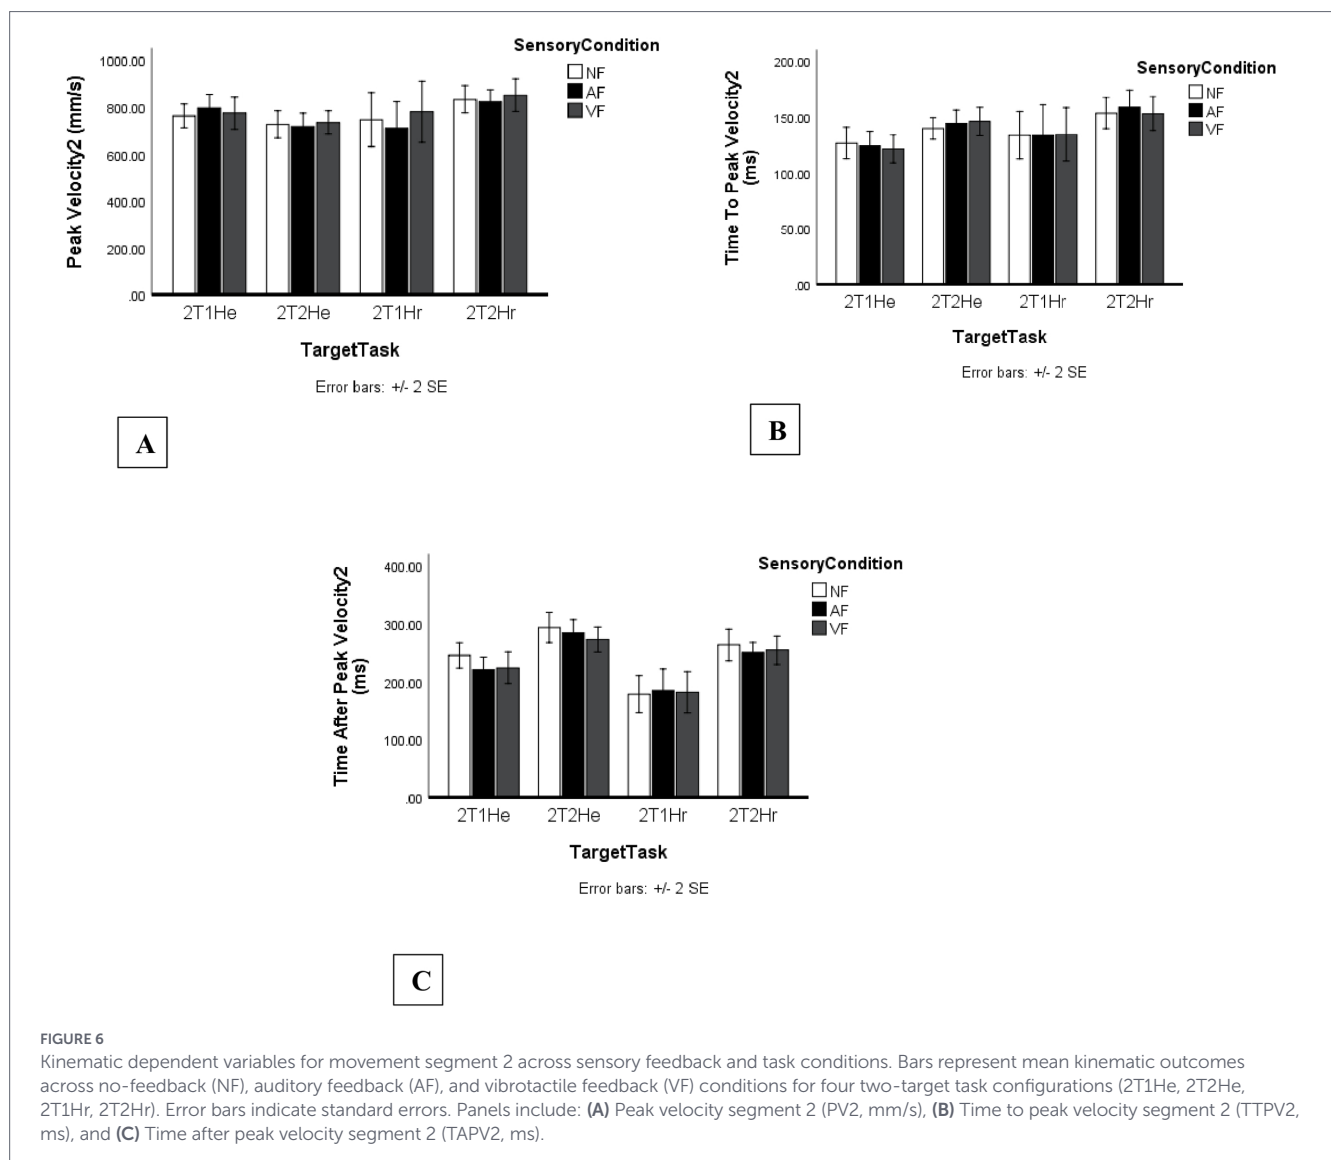 SensoryCondition
NF
AF
VF
Peak Velocity2 (mm/s)
1000.00
800.00
600.00
400.00
200.00
.00
2T1He
2T2He
2T1Hr
2T2Hr
TargetTask
Error bars: +/- 2 SE
A
SensoryCondition
NF
AF
VF
Time To Peak Velocity2
(ms)
200.00
150.00
100.00
50.00
.00
2T1He
2T2He
2T1Hr
2T2Hr
TargetTask
Error bars: +/- 2 SE
B
SensoryCondition
NF
AF
VF
Time After Peak Velocity2
(ms)
400.00
300.00
200.00
100.00
.00
2T1He
2T2He
2T1Hr
2T2Hr
TargetTask
Error bars: +/- 2 SE
C
FIGURE 6
Kinematic dependent variables for movement segment 2 across sensory feedback and task conditions. Bars represent mean kinematic outcomes
across no-feedback (NF), auditory feedback (AF), and vibrotactile feedback (VF) conditions for four two-target task configurations (2T1He, 2T2He,
2T1Hr, 2T2Hr). Error bars indicate standard errors. Panels include: (A) Peak velocity segment 2 (PV2, mm/s), (B) Time to peak velocity segment 2 (TTPV2,
ms), and (C) Time after peak velocity segment 2 (TAPV2, ms).